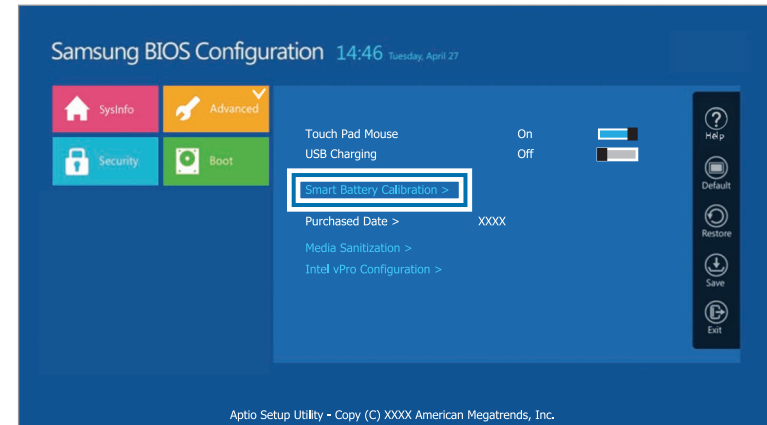 Samsung BIOS Configuration 14:46 Tuesday, April 27
SysInfo
Advanced
Security
Boot
Touch Pad Mouse On
USB Charging Off
Smart Battery Calibration >
Purchased Date > XXXX
Media Sanitization >
Intel vPro Configuration >
Help
Default
Restore
Save
Exit
Aptio Setup Utility - Copy (C) XXXX American Megatrends, Inc.